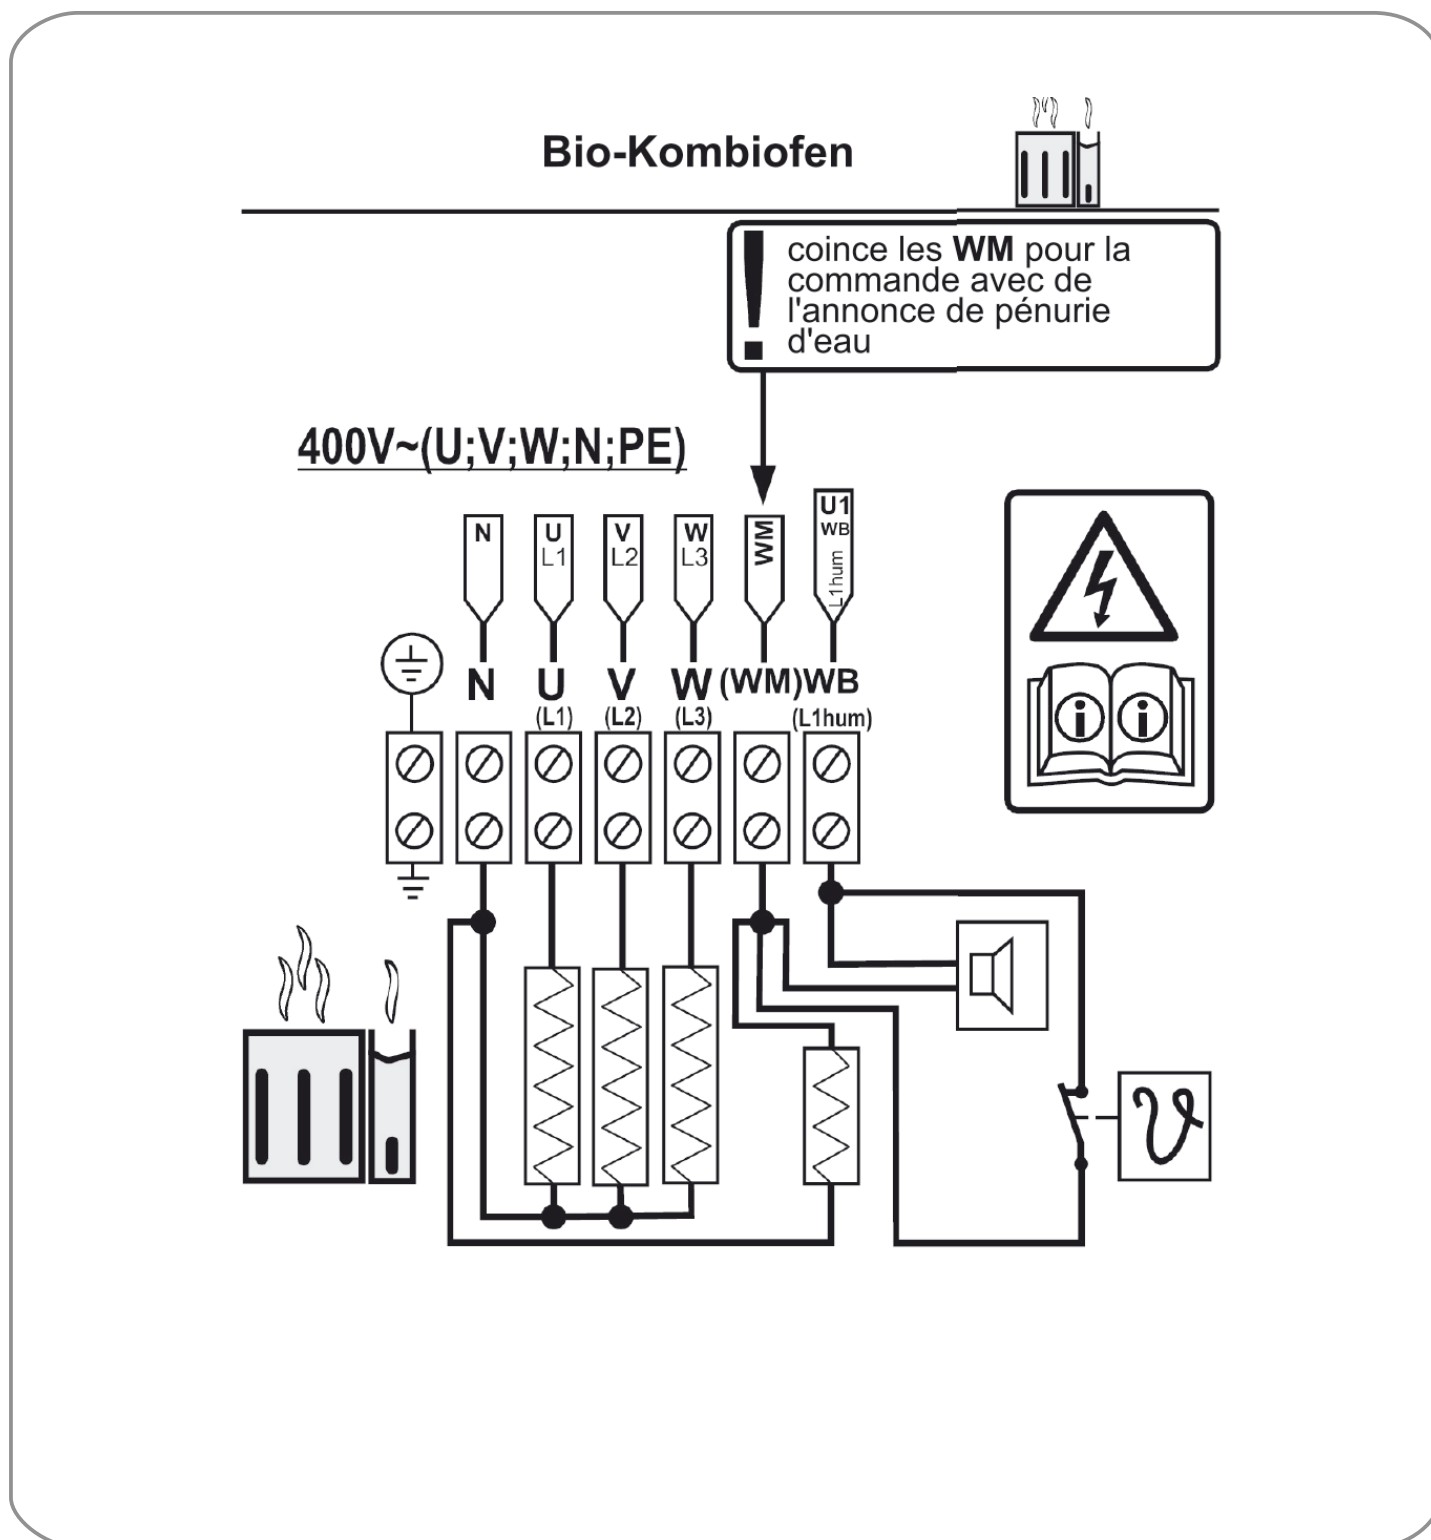 Bio-Kombiofen
! coince les WM pour la
commande avec de
l'annonce de pénurie
d'eau
400V~(U;V;W;N;PE)
N
U
L1
V
L2
W
L3
WM
U1
WB
L1hum
N U V W (WM) WB
(L1) (L2) (L3) (L1hum)
i i
ϑ